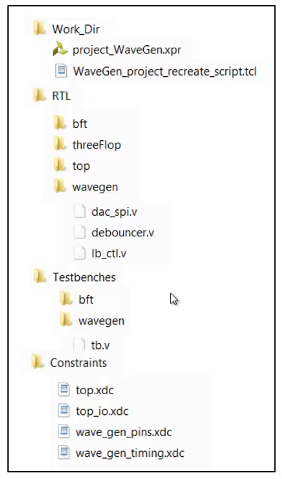 Work_Dir
project_WaveGen.xpr
WaveGen_project_recreate_script.tcl
RTL
bft
threeFlop
top
wavegen
dac_spi.v
debouncer.v
lb_ctl.v
Testbenches
bft
wavegen
tb.v
Constraints
top.xdc
top_io.xdc
wave_gen_pins.xdc
wave_gen_timing.xdc